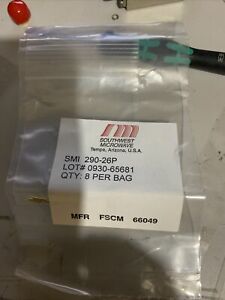 SOUTHWEST
MICROWAVE
Tempe, Arizona, U.S.A.
SMI 290-26P
LOT# 0930-65681
QTY: 8 PER BAG
MFR FSCM 66049